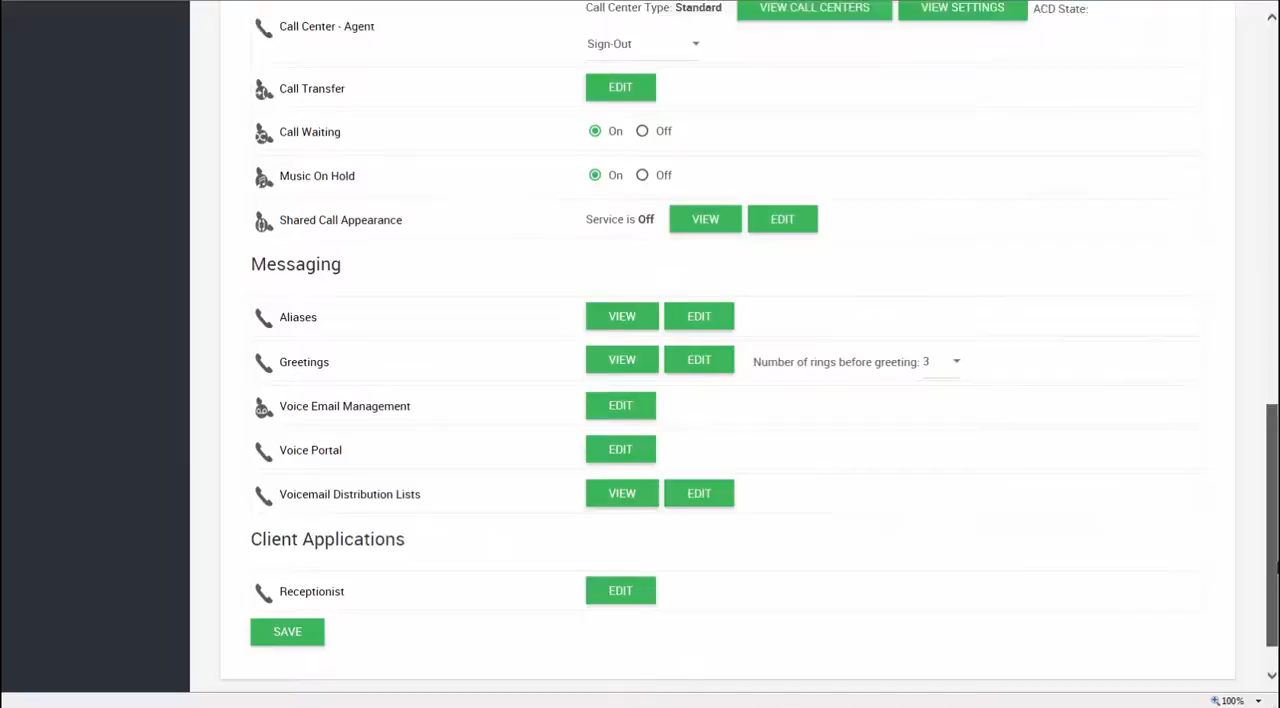 Call Center - Agent Call Center Type: Standard VIEW CALL CENTERS VIEW SETTINGS ACD State:
Sign-Out
Call Transfer EDIT
Call Waiting On Off
Music On Hold On Off
Shared Call Appearance Service is Off VIEW EDIT
Messaging
Aliases VIEW EDIT
Greetings VIEW EDIT Number of rings before greeting: 3
Voice Email Management EDIT
Voice Portal EDIT
Voicemail Distribution Lists VIEW EDIT
Client Applications
Receptionist EDIT
SAVE
100%